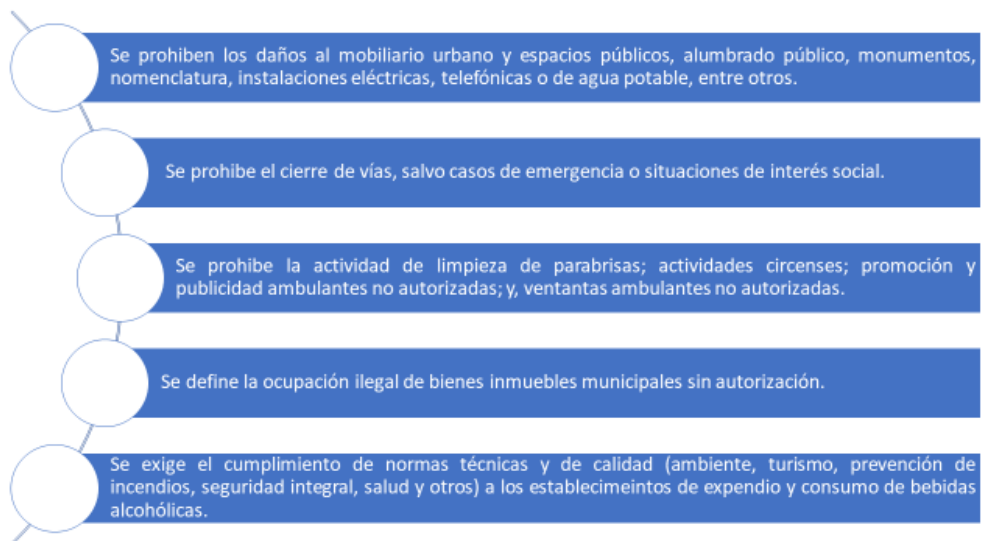 Se prohiben los daños al mobiliario urbano y espacios públicos, alumbrado público, monumentos,
nomenclatura, instalaciones eléctricas, telefónicas o de agua potable, entre otros.
Se prohibe el cierre de vías, salvo casos de emergencia o situaciones de interés social.
Se prohibe la actividad de limpieza de parabrisas; actividades circenses; promoción y
publicidad ambulantes no autorizadas; y, ventantas ambulantes no autorizadas.
Se define la ocupación ilegal de bienes inmuebles municipales sin autorización.
Se exige el cumplimiento de normas técnicas y de calidad (ambiente, turismo, prevención de
incendios, seguridad integral, salud y otros) a los establecimeintos de expendio y consumo de bebidas
alcohólicas.